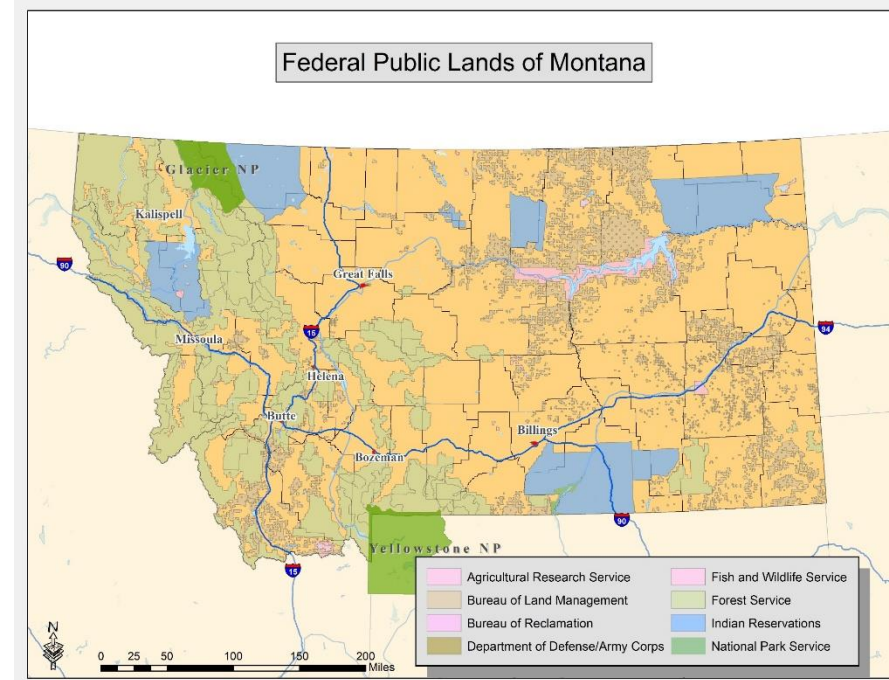 Federal Public Lands of Montana
Glacier NP
Kalispell
90
Great Falls
15
94
Missoula
Helena
Butte
Billings
Bozeman
90
Yellowstone NP
15
Agricultural Research Service
Bureau of Land Management
Bureau of Reclamation
Department of Defense/Army Corps
Fish and Wildlife Service
Forest Service
Indian Reservations
National Park Service
N
0 25 50 100 150 200
Miles